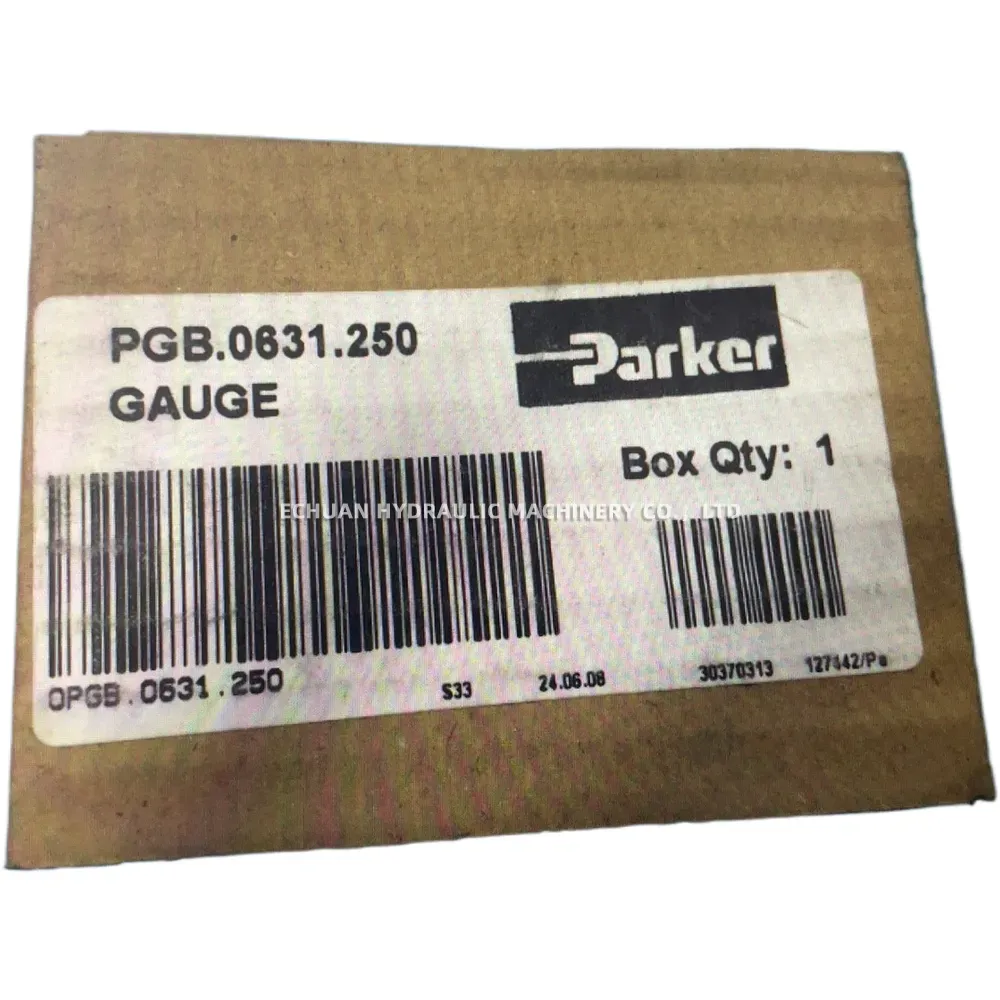 PGB.0631.250
GAUGE
Parker
Box Qty: 1
ECHUAN HYDRAULIC MACHINERY CO., LTD
0PGB.0631.250
S33
24.06.08
30370313
127442/Pa